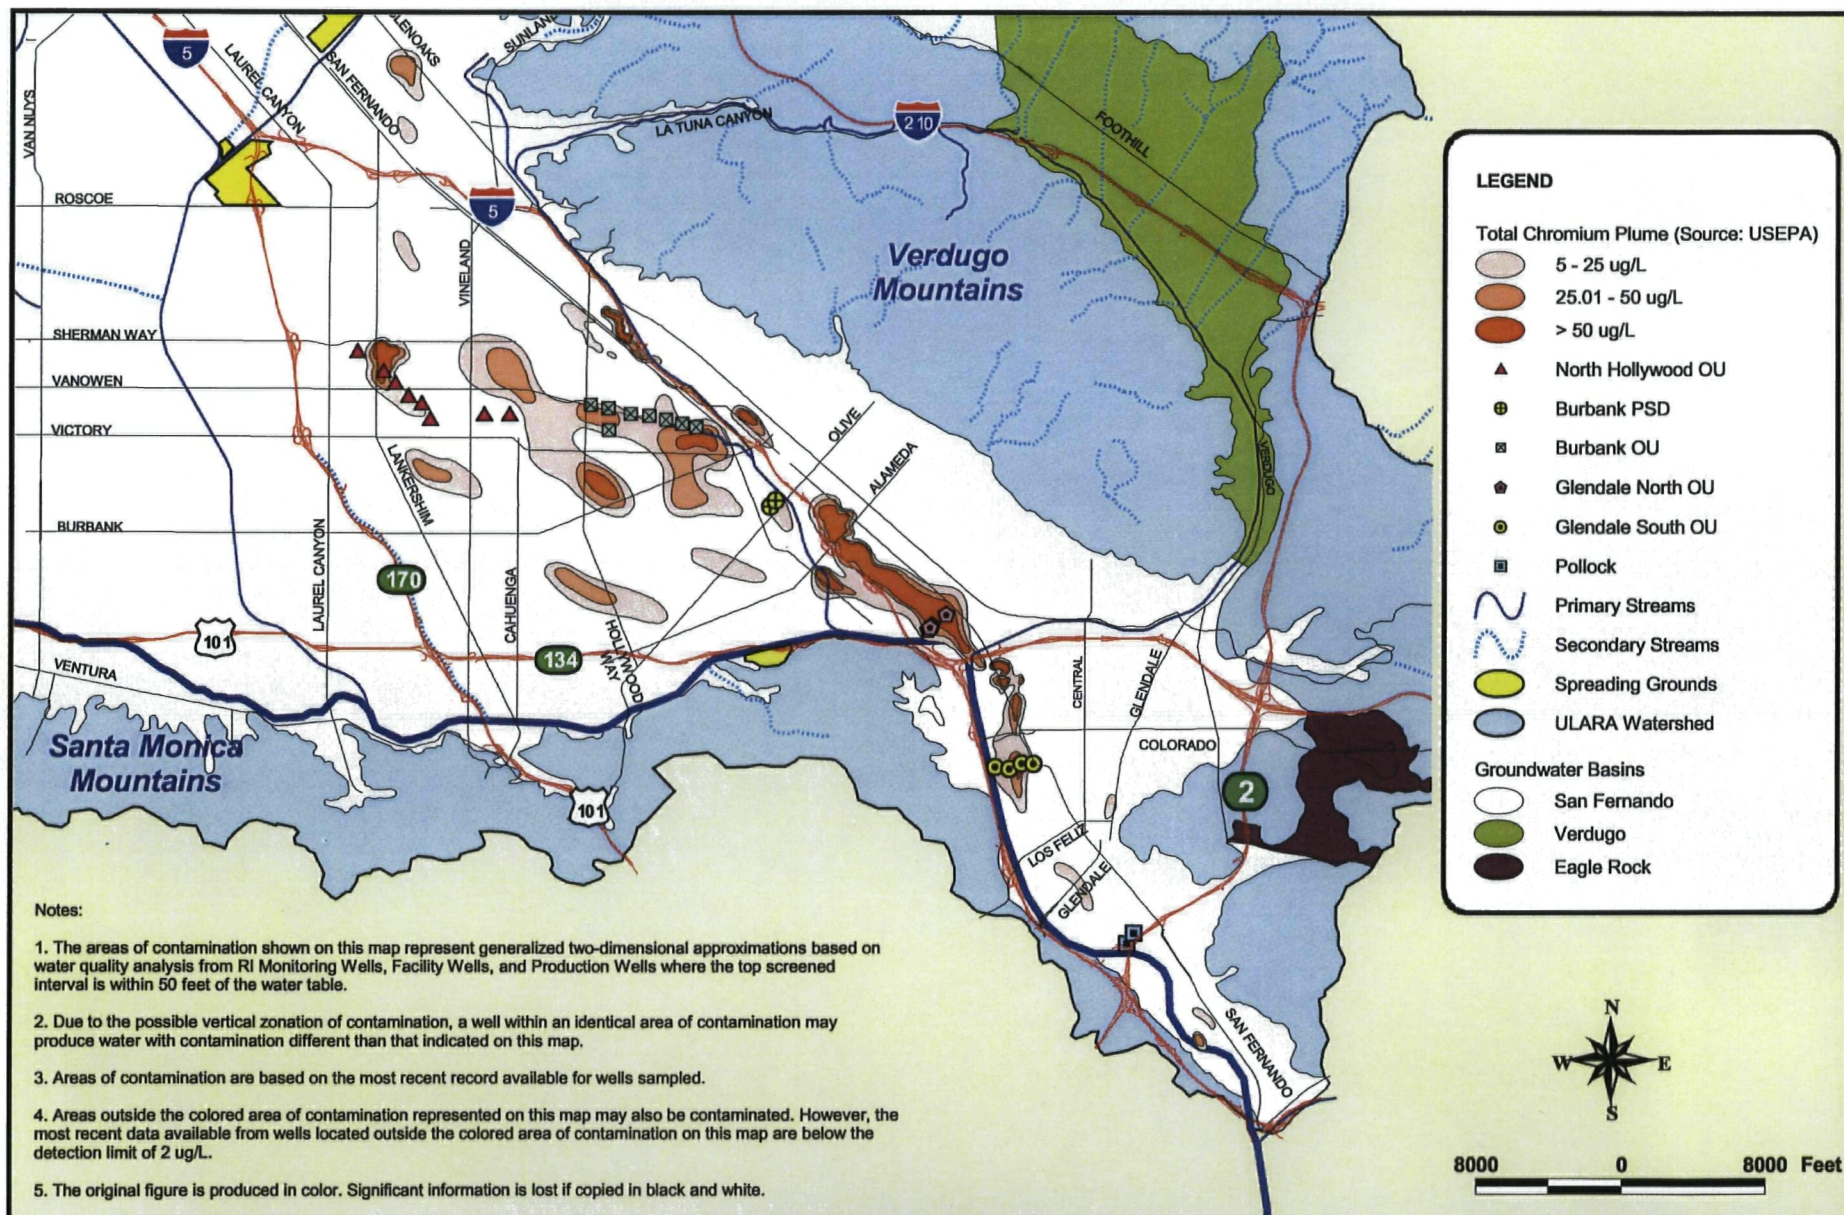 GLENOAKS
SUNLAND
5
LAUREL CANYON
SAN FERNANDO
VAN NUYS
LA TUNA CANYON
2 10
FOOTHILL
ROSCOE
5
VINELAND
Verdugo
Mountains
SHERMAN WAY
VANOWEN
VICTORY
OLIVE
ALAMEDA
LANKERSHIM
VERDUGO
BURBANK
LAUREL CANYON
170
CAHUENGA
HOLLYWOOD
WAY
101
134
VENTURA
CENTRAL
GLENDALE
COLORADO
Santa Monica
Mountains
101
2
LOS FELIZ
GLENDALE
SAN FERNANDO
LEGEND
Total Chromium Plume (Source: USEPA)
5 - 25 ug/L
25.01 - 50 ug/L
> 50 ug/L
North Hollywood OU
Burbank PSD
Burbank OU
Glendale North OU
Glendale South OU
Pollock
Primary Streams
Secondary Streams
Spreading Grounds
ULARA Watershed
Groundwater Basins
San Fernando
Verdugo
Eagle Rock
Notes:
1. The areas of contamination shown on this map represent generalized two-dimensional approximations based on
water quality analysis from RI Monitoring Wells, Facility Wells, and Production Wells where the top screened
interval is within 50 feet of the water table.
2. Due to the possible vertical zonation of contamination, a well within an identical area of contamination may
produce water with contamination different than that indicated on this map.
3. Areas of contamination are based on the most recent record available for wells sampled.
4. Areas outside the colored area of contamination represented on this map may also be contaminated. However, the
most recent data available from wells located outside the colored area of contamination on this map are below the
detection limit of 2 ug/L.
5. The original figure is produced in color. Significant information is lost if copied in black and white.
N
W
E
S
8000 0 8000 Feet